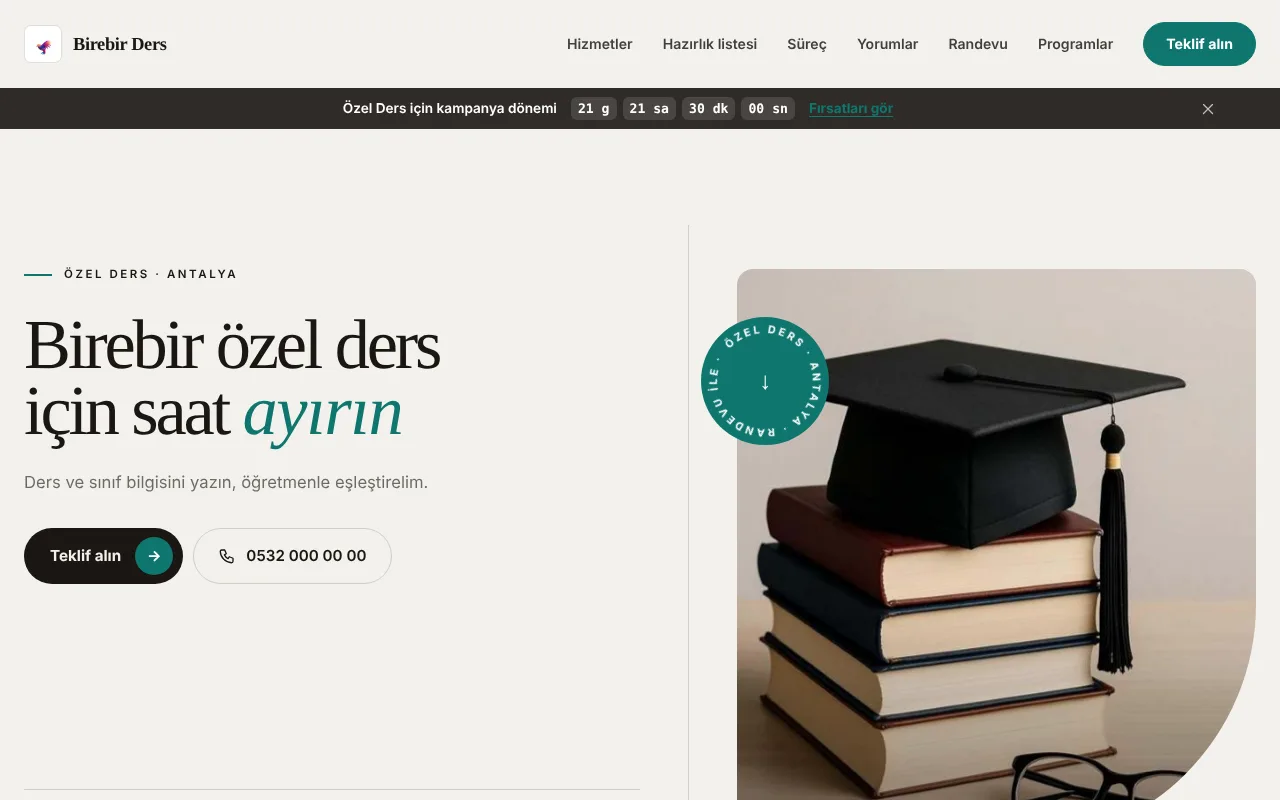 Birebir Ders
Hizmetler
Hazırlık listesi
Süreç
Yorumlar
Randevu
Programlar
Teklif alın
Özel Ders için kampanya dönemi
21 g
21 sa
30 dk
00 sn
Fırsatları gör
ÖZEL DERS · ANTALYA
Birebir özel ders
için saat ayırın
Ders ve sınıf bilgisini yazın, öğretmenle eşleştirelim.
Teklif alın →
0532 000 00 00
ÖZEL DERS · ANTALYA · RANDEVU İLE ·
↓